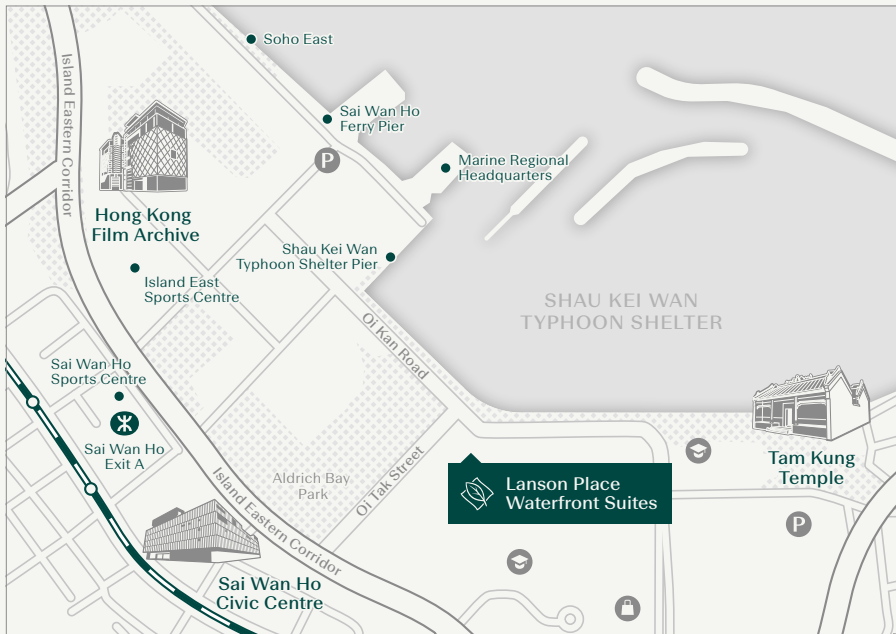 Soho East
Island Eastern Corridor
Sai Wan Ho
Ferry Pier
P
Marine Regional
Headquarters
Hong Kong
Film Archive
Shau Kei Wan
Typhoon Shelter Pier
Island East
Sports Centre
SHAU KEI WAN
TYPHOON SHELTER
Oi Kan Road
Sai Wan Ho
Sports Centre
Sai Wan Ho
Exit A
Tam Kung
Temple
Aldrich Bay
Park
Oi Tak Street
Lanson Place
Waterfront Suites
Island Eastern Corridor
P
Sai Wan Ho
Civic Centre